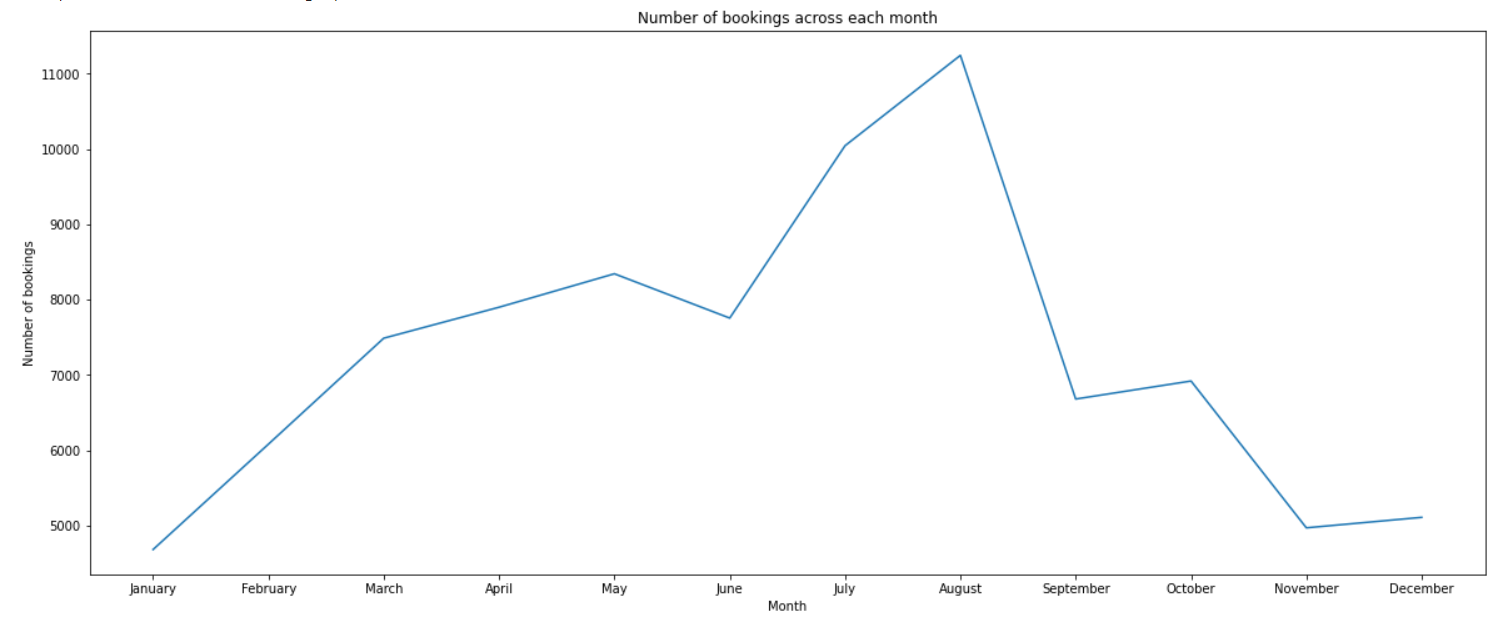 Number of bookings across each month
11000
10000
9000
8000
7000
6000
5000
Number of bookings
January February March April May June July August September October November December
Month